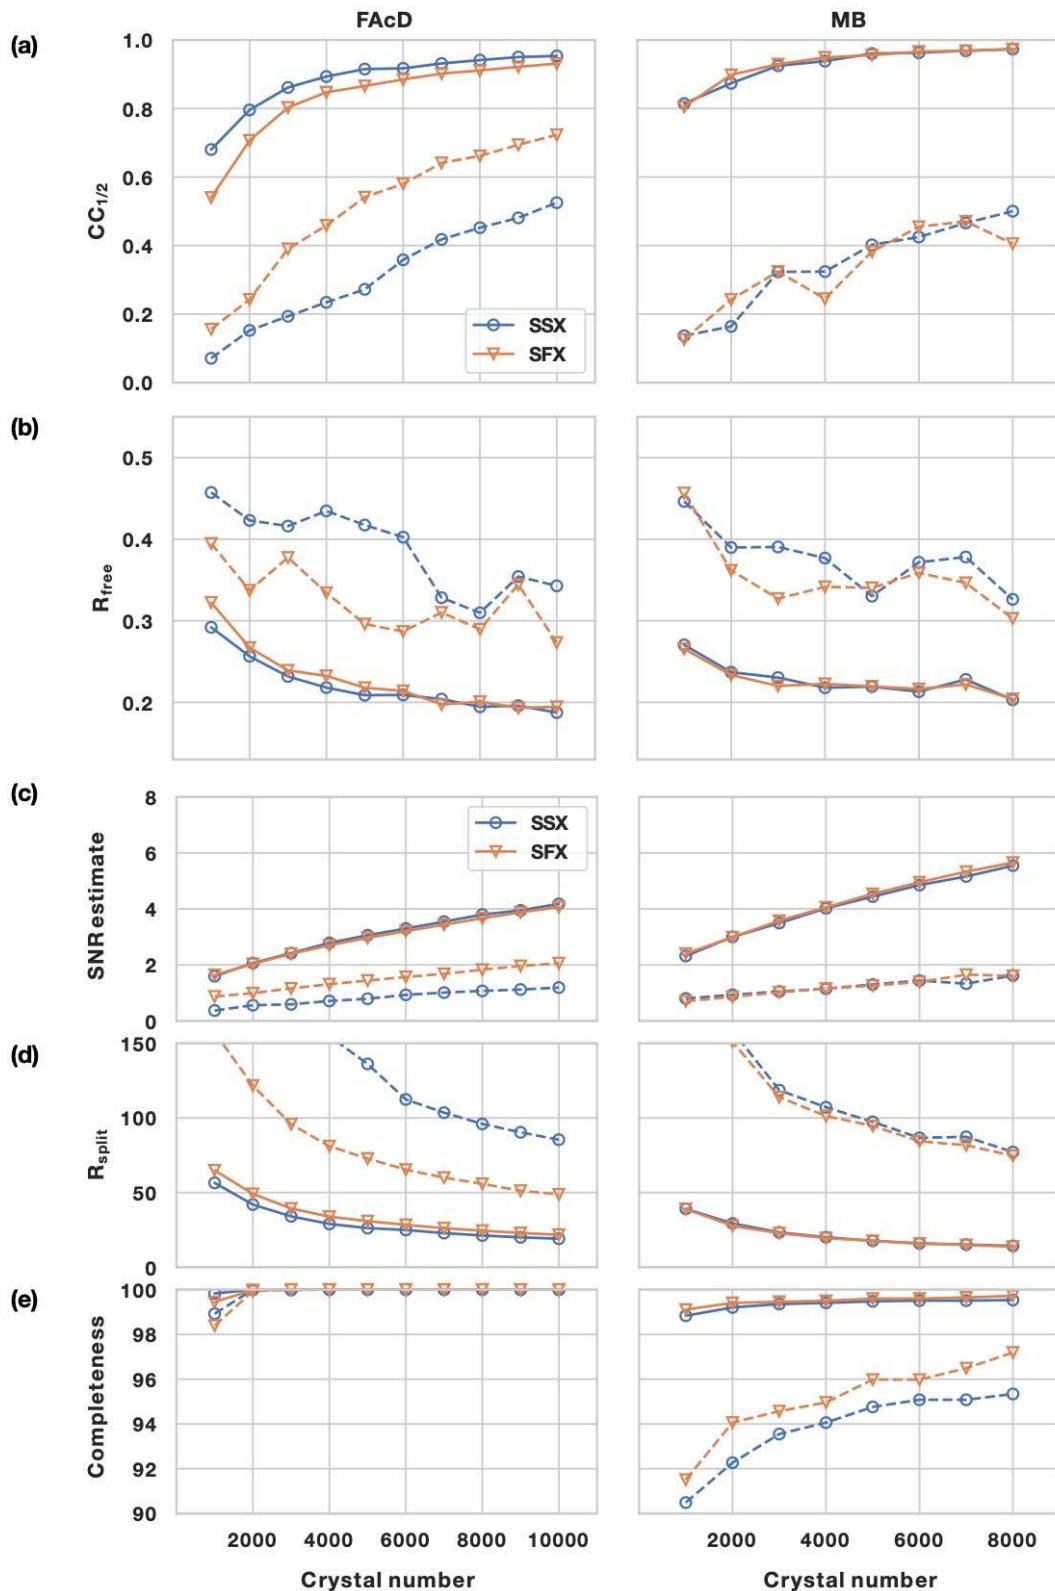 FAcD MB
(a)
1.0
0.8
0.6
0.4
0.2
0.0
CC1/2
SSX
SFX
(b)
0.5
0.4
0.3
0.2
Rfree
(c)
8
6
4
2
0
SNR estimate
SSX
SFX
(d)
150
100
50
0
Rsplit
(e)
100
98
96
94
92
90
Completeness
2000 4000 6000 8000 10000 2000 4000 6000 8000
Crystal number Crystal number